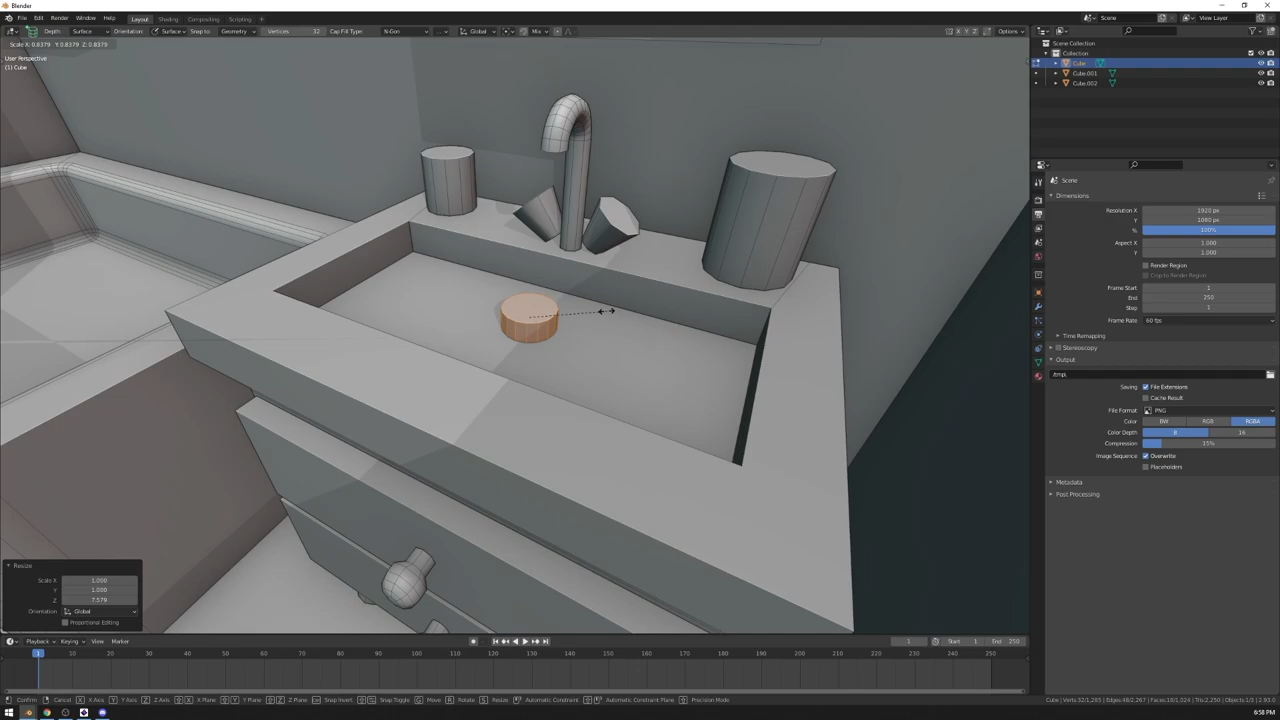 Blender
File Edit Render Window Help Layout Shading Compositing Scripting Scene View Layer
Depth: Surface Orientation: Surface Snap to Geometry Vertices 32 Cap Fill Type N-Gon ... Global Mix X Y Z Options
Scale X: 0.8379 Y: 0.8379 Z: 0.8379
User Perspective
(1) Cube
Scene Collection
Collection
Cube
Cube.001
Cube.002
Scene
Dimensions
Resolution X 1920 px
Y 1080 px
% 100%
Aspect X 1.000
Y 1.000
Render Region
Crop to Render Region
Frame Start 1
End 250
Step 1
Frame Rate 60 fps
Time Remapping
Stereoscopy
Output
/tmp\
Saving File Extensions
Cache Result
File Format PNG
Color BW RGB RGBA
Color Depth 8 16
Compression 15%
Image Sequence Overwrite
Placeholders
Metadata
Post Processing
Resize
Scale X 1.000
Y 1.000
Z 7.579
Orientation Global
Proportional Editing
Playback Keying View Marker 1 Start 1 End 250
1 10 20 30 40 50 60 70 80 90 100 110 120 130 140 150 160 170 180 190 200 210 220 230 240 250
Confirm Cancel X X Axis Y Y Axis Z Z Axis X X Plane Y Y Plane Z Z Plane Snap Invert Snap Toggle G Move R Rotate S Resize Automatic Constraint Automatic Constraint Plane Precision Mode
6:58 PM